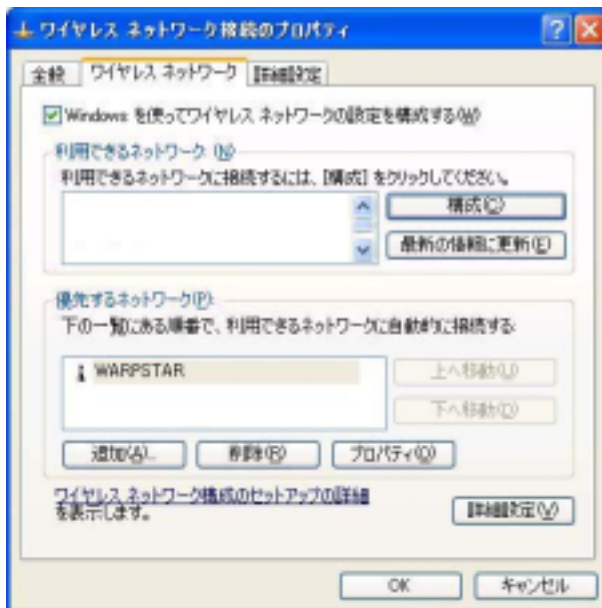 ワイヤレス ネットワーク接続のプロパティ
全般 ワイヤレス ネットワーク 詳細設定
Windows を使ってワイヤレス ネットワークの設定を構成する(W)
利用できるネットワーク (N)
利用できるネットワークに接続するには、[構成] をクリックしてください。
構成(C)
最新の情報に更新(E)
優先するネットワーク(P):
下の一覧にある順番で、利用できるネットワークに自動的に接続する:
WARPSTAR
上へ移動(U)
下へ移動(D)
追加(A)... 削除(R) プロパティ(O)
ワイヤレス ネットワーク構成のセットアップの詳細
を表示します。
詳細設定(V)
OK キャンセル